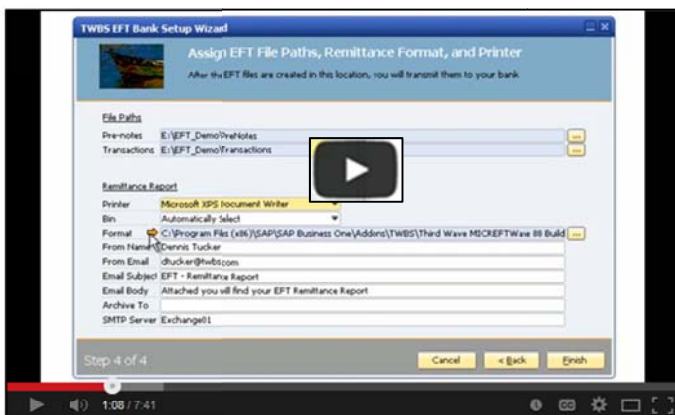 TWBS EFT Bank Setup Wizard
Assign EFT File Paths, Remittance Format, and Printer
After the EFT files are created in this location, you will transmit them to your bank
File Paths
Pre-notes E:\EFT_Demo\PreNotes ...
Transactions E:\EFT_Demo\Transactions ...
Remittance Report
Printer Microsoft XPS Document Writer
Bin Automatically Select
Format C:\Program Files (x86)\SAP\SAP Business One\Addons\TWBS\Third Wave MICREFTWave 88 Build ...
From Name Dennis Tucker
From Email dtucker@twbs.com
Email Subject EFT - Remittance Report
Email Body Attached you will find your EFT Remittance Report
Archive To
SMTP Server Exchange01
Step 4 of 4
Cancel < Back Finish
1:08 / 7:41
CC